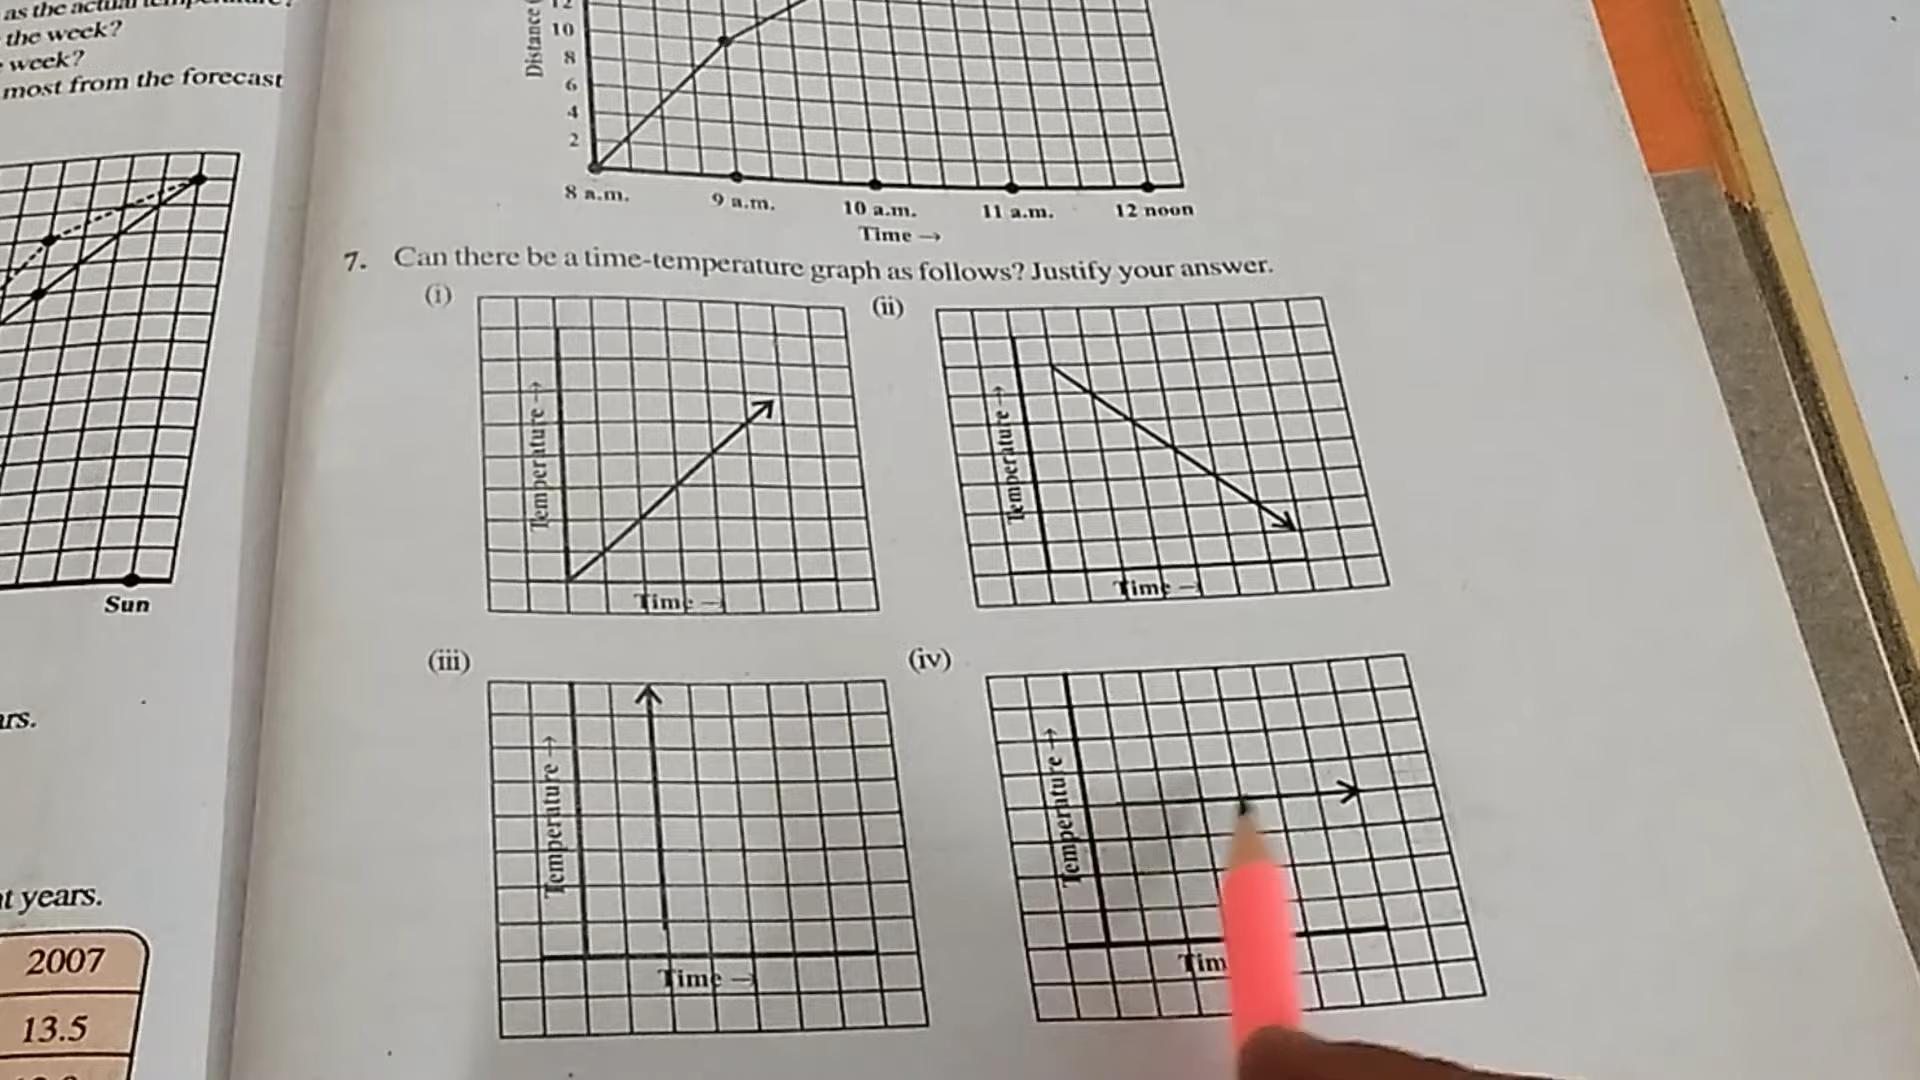 as the actual
the week?
week?
most from the forecast
Sun
rs.
t years.
2007
13.5
Distance
12
10
8
6
4
2
8 a.m.
9 a.m.
10 a.m.
11 a.m.
12 noon
Time →
7. Can there be a time-temperature graph as follows? Justify your answer.
(i)
Temperature →
Time →
(ii)
Temperature →
Time →
(iii)
Temperature →
Time →
(iv)
Temperature →
Tim